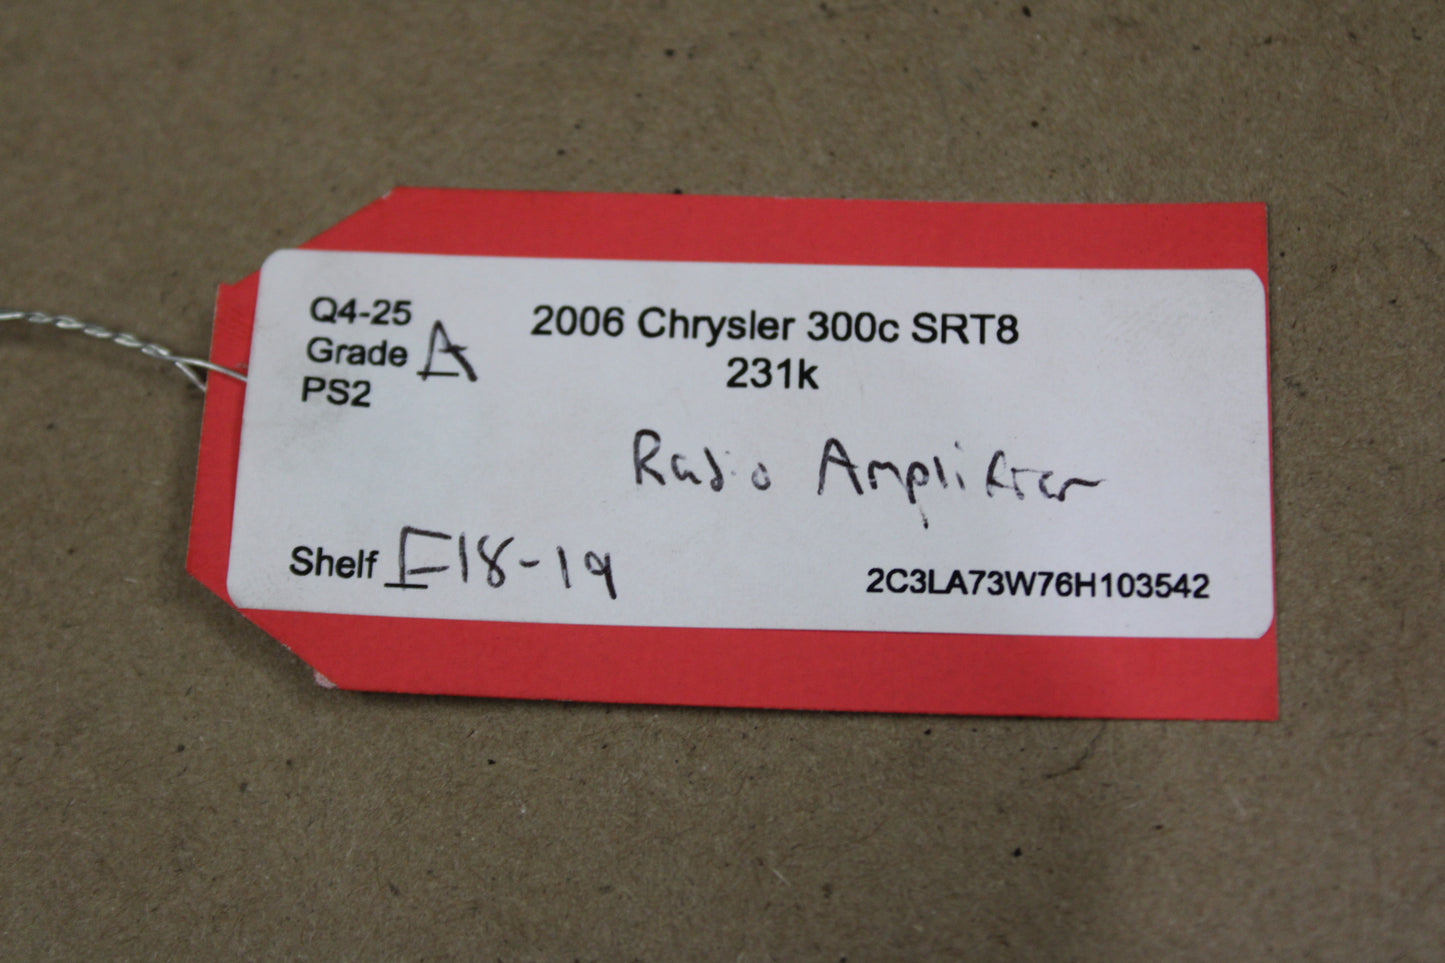 Q4-25
Grade A
PS2
2006 Chrysler 300c SRT8
231k
Radio Amplifier
Shelf E18-19
2C3LA73W76H103542